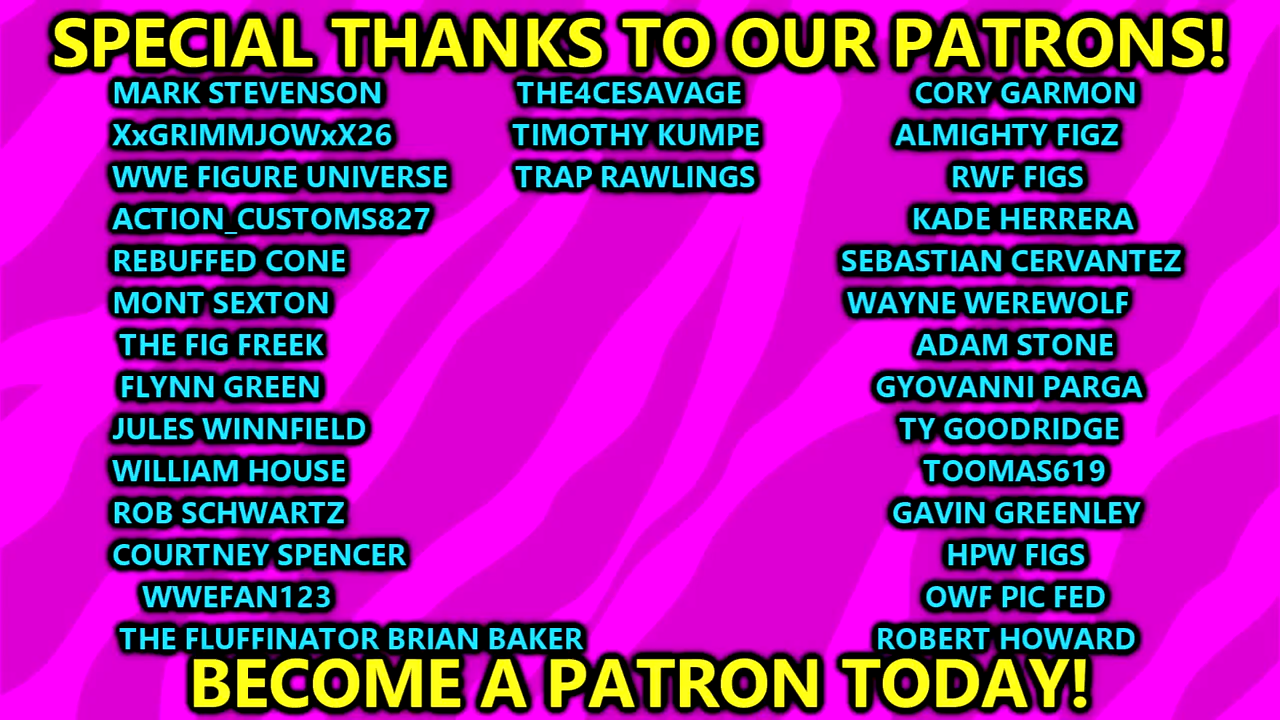 SPECIAL THANKS TO OUR PATRONS!
MARK STEVENSON
XxGRIMMJOWxX26
WWE FIGURE UNIVERSE
ACTION_CUSTOMS827
REBUFFED CONE
MONT SEXTON
THE FIG FREEK
FLYNN GREEN
JULES WINNFIELD
WILLIAM HOUSE
ROB SCHWARTZ
COURTNEY SPENCER
WWEFAN123
THE FLUFFINATOR BRIAN BAKER
THE4CESAVAGE
TIMOTHY KUMPE
TRAP RAWLINGS
CORY GARMON
ALMIGHTY FIGZ
RWF FIGS
KADE HERRERA
SEBASTIAN CERVANTEZ
WAYNE WEREWOLF
ADAM STONE
GYOVANNI PARGA
TY GOODRIDGE
TOOMAS619
GAVIN GREENLEY
HPW FIGS
OWF PIC FED
ROBERT HOWARD
BECOME A PATRON TODAY!